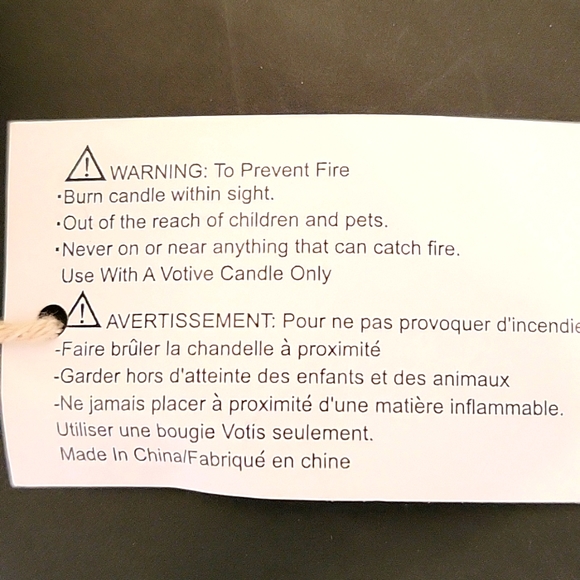 WARNING: To Prevent Fire
·Burn candle within sight.
·Out of the reach of children and pets.
·Never on or near anything that can catch fire.
Use With A Votive Candle Only
AVERTISSEMENT: Pour ne pas provoquer d'incendie
-Faire brûler la chandelle à proximité
-Garder hors d'atteinte des enfants et des animaux
-Ne jamais placer à proximité d'une matière inflammable.
Utiliser une bougie Votis seulement.
Made In China/Fabriqué en chine